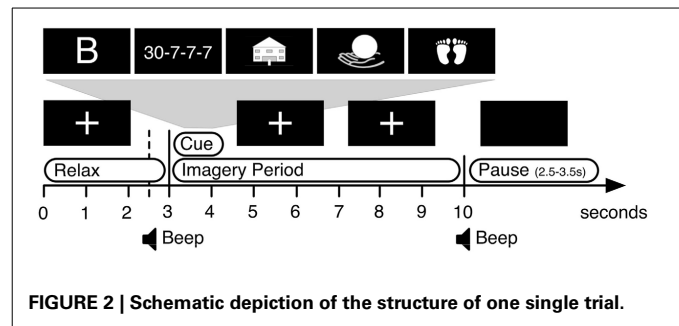 B 30-7-7-7
+ + +
Cue
Relax Imagery Period Pause (2.5-3.5s)
0 1 2 3 4 5 6 7 8 9 10 seconds
Beep Beep
FIGURE 2 | Schematic depiction of the structure of one single trial.